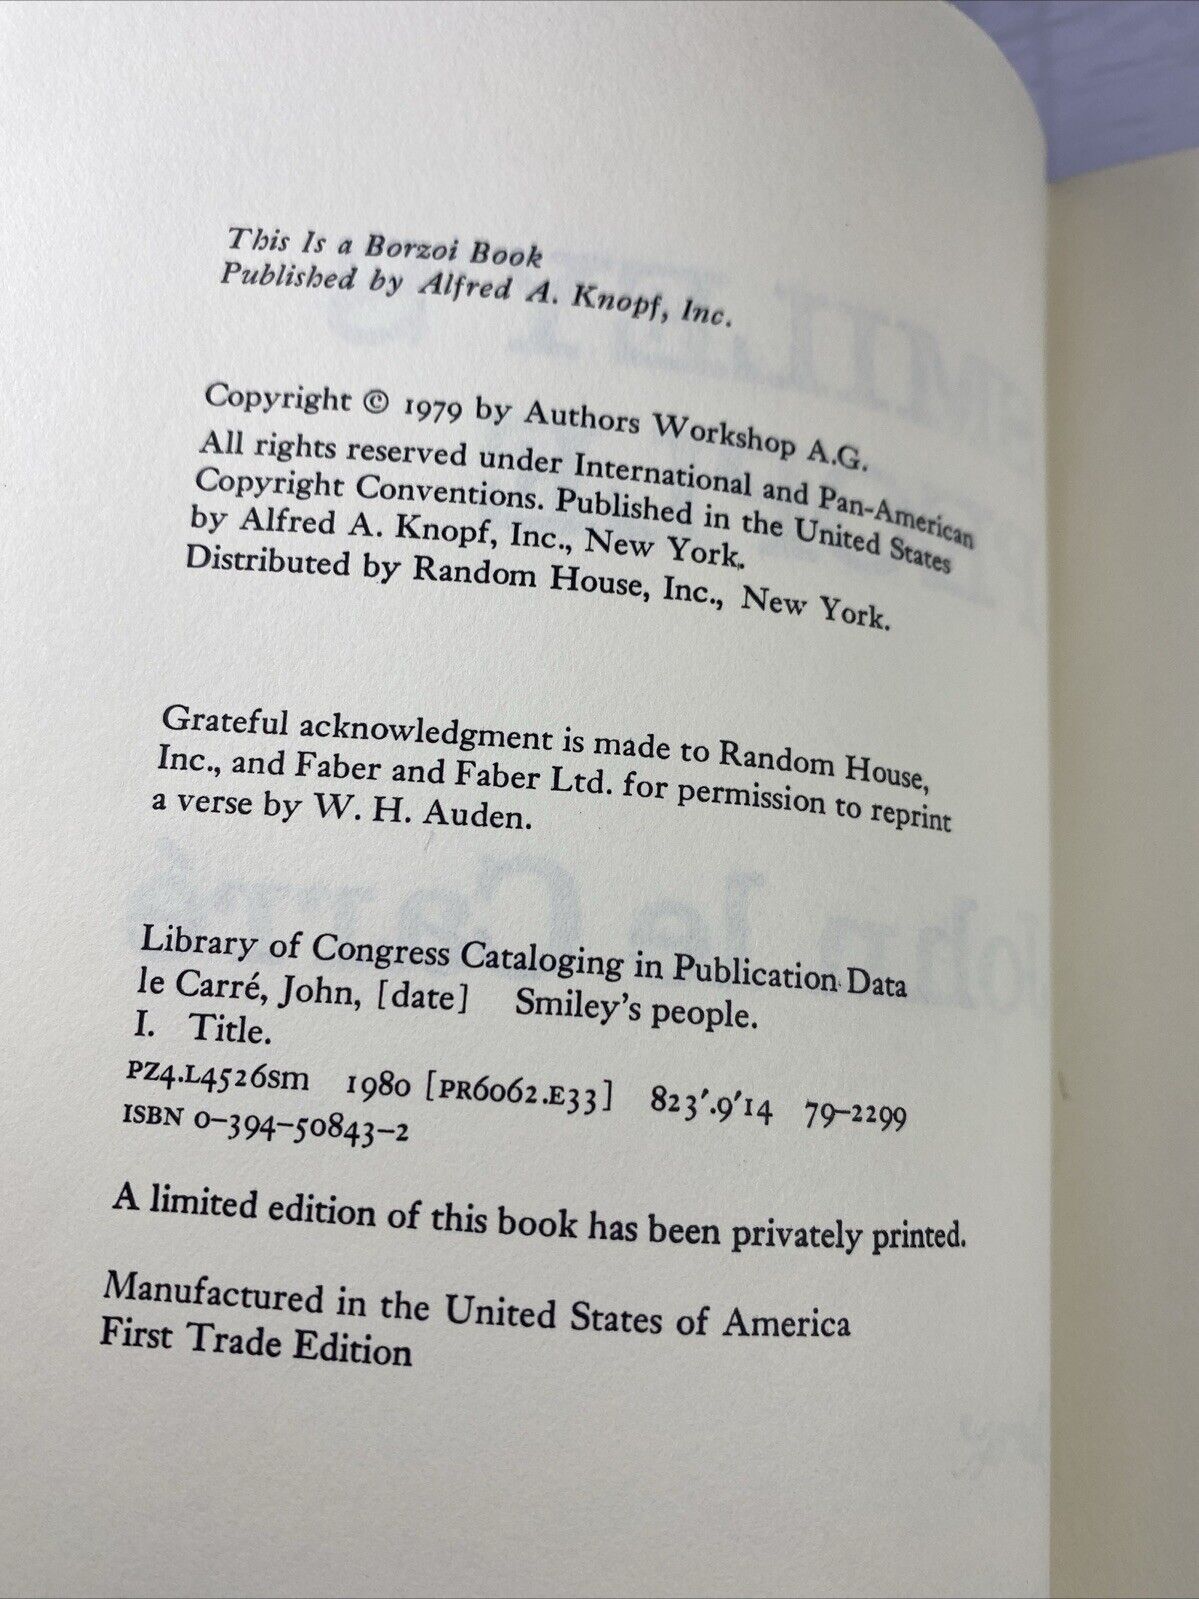 This Is a Borzoi Book
Published by Alfred A. Knopf, Inc.
Copyright © 1979 by Authors Workshop A.G.
All rights reserved under International and Pan-American
Copyright Conventions. Published in the United States
by Alfred A. Knopf, Inc., New York.
Distributed by Random House, Inc., New York.
Grateful acknowledgment is made to Random House,
Inc., and Faber and Faber Ltd. for permission to reprint
a verse by W. H. Auden.
Library of Congress Cataloging in Publication Data
le Carré, John, [date] Smiley's people.
I. Title.
PZ4.L4526sm 1980 [PR6062.E33] 823'.9'14 79-2299
ISBN 0-394-50843-2
A limited edition of this book has been privately printed.
Manufactured in the United States of America
First Trade Edition